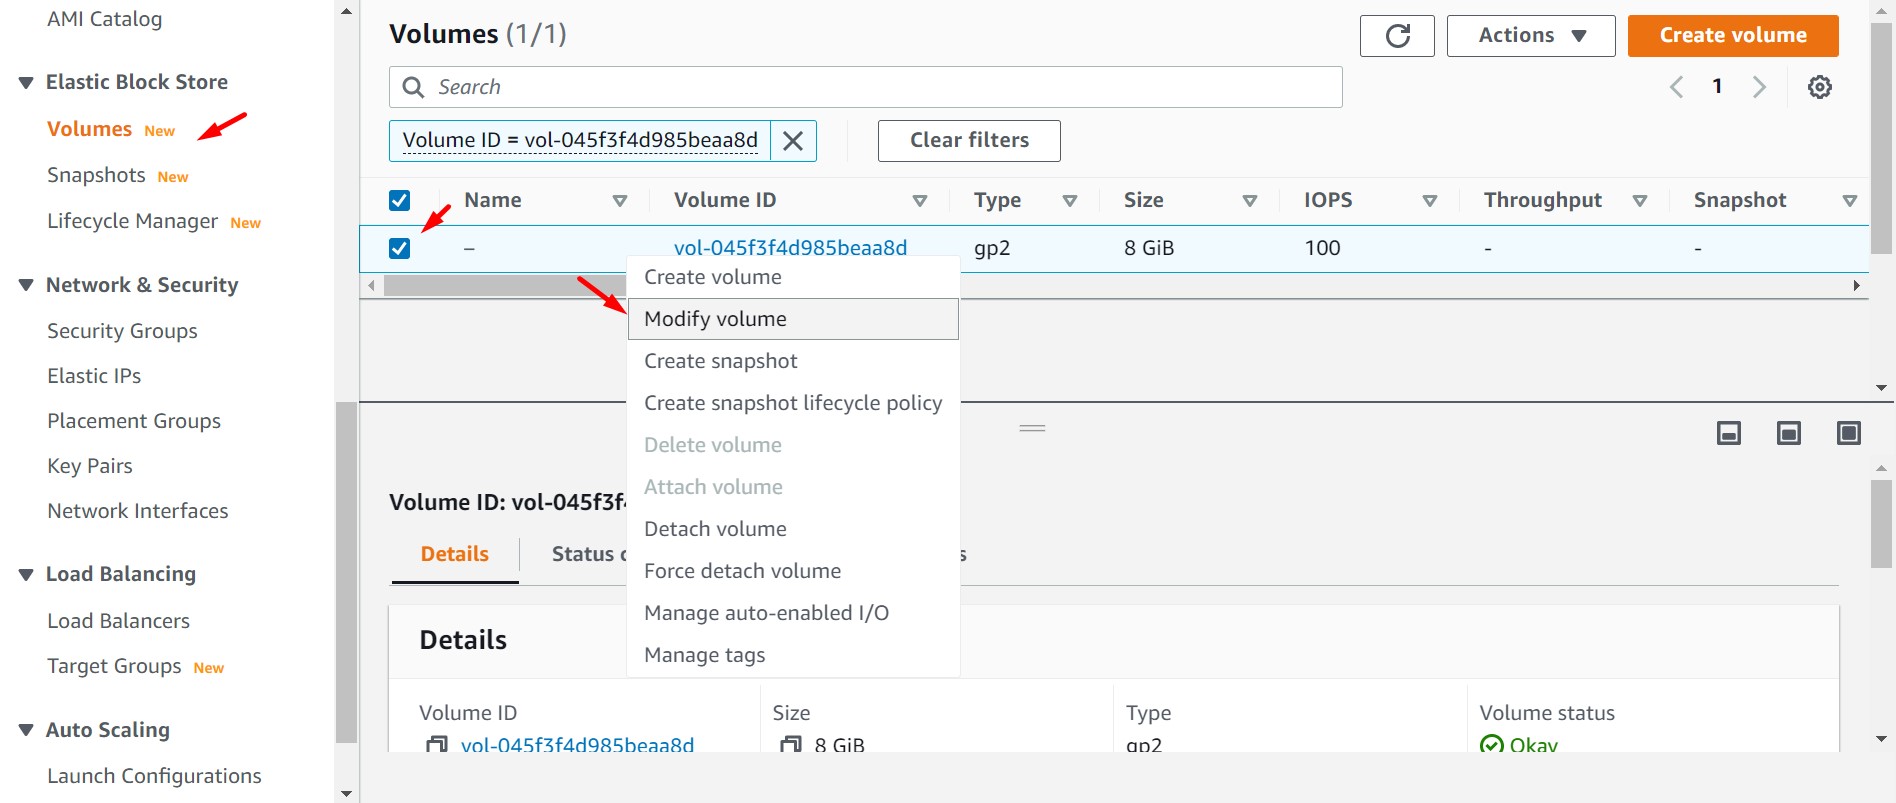 AMI Catalog
Elastic Block Store
Volumes New
Snapshots New
Lifecycle Manager New
Network & Security
Security Groups
Elastic IPs
Placement Groups
Key Pairs
Network Interfaces
Load Balancing
Load Balancers
Target Groups New
Auto Scaling
Launch Configurations
Volumes (1/1)
Actions
Create volume
Search
1
Volume ID = vol-045f3f4d985beaa8d
Clear filters
Name Volume ID Type Size IOPS Throughput Snapshot
– vol-045f3f4d985beaa8d gp2 8 GiB 100 - -
Create volume
Modify volume
Create snapshot
Create snapshot lifecycle policy
Delete volume
Attach volume
Detach volume
Force detach volume
Manage auto-enabled I/O
Manage tags
Volume ID: vol-045f3f
Details Status
Details
Volume ID Size Type Volume status
vol-045f3f4d985beaa8d 8 GiB gp2 Okay